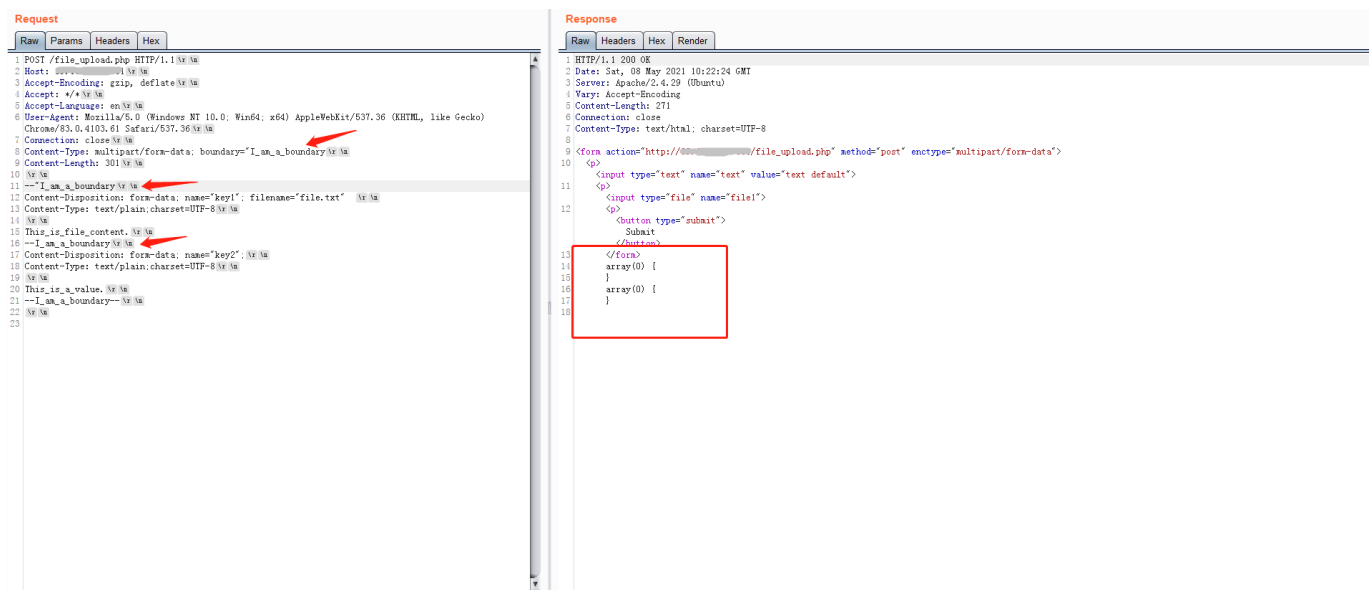 Request
Raw Params Headers Hex
1 POST /file_upload.php HTTP/1.1 \r \n
2 Host: 1 \r \n
3 Accept-Encoding: gzip, deflate \r \n
4 Accept: */* \r \n
5 Accept-Language: en \r \n
6 User-Agent: Mozilla/5.0 (Windows NT 10.0; Win64; x64) AppleWebKit/537.36 (KHTML, like Gecko)
Chrome/83.0.4103.61 Safari/537.36 \r \n
7 Connection: close \r \n
8 Content-Type: multipart/form-data; boundary="I_am_a_boundary \r \n
9 Content-Length: 301 \r \n
10 \r \n
11 --"I_am_a_boundary \r \n
12 Content-Disposition: form-data; name="key1"; filename="file.txt" \r \n
13 Content-Type: text/plain;charset=UTF-8 \r \n
14 \r \n
15 This_is_file_content. \r \n
16 --I_am_a_boundary \r \n
17 Content-Disposition: form-data; name="key2"; \r \n
18 Content-Type: text/plain;charset=UTF-8 \r \n
19 \r \n
20 This_is_a_value. \r \n
21 --I_am_a_boundary-- \r \n
22 \r \n
23
Response
Raw Headers Hex Render
1 HTTP/1.1 200 OK
2 Date: Sat, 08 May 2021 10:22:24 GMT
3 Server: Apache/2.4.29 (Ubuntu)
4 Vary: Accept-Encoding
5 Content-Length: 271
6 Connection: close
7 Content-Type: text/html; charset=UTF-8
8
9 <form action="http:///file_upload.php" method="post" enctype="multipart/form-data">
10 <p>
<input type="text" name="text" value="text default">
11 <p>
<input type="file" name="file1">
12 <p>
<button type="submit">
Submit
</button>
13 </form>
14 array(0) {
15 }
16 array(0) {
17 }
18